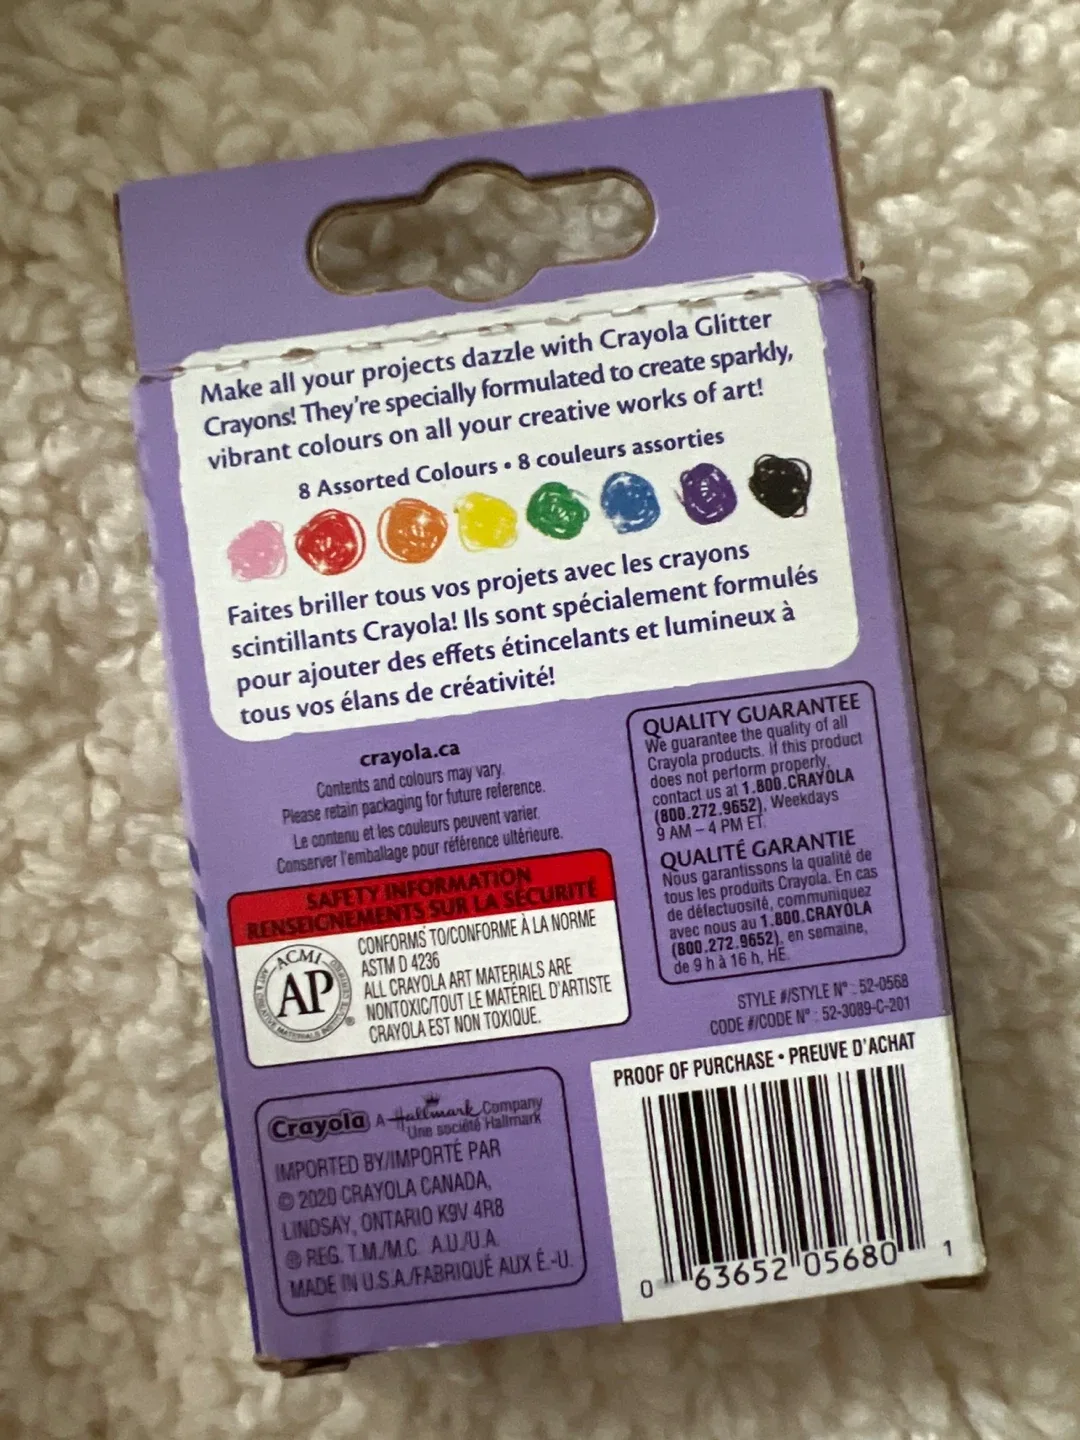 Make all your projects dazzle with Crayola Glitter
Crayons! They're specially formulated to create sparkly,
vibrant colours on all your creative works of art!
8 Assorted Colours • 8 couleurs assorties
Faites briller tous vos projets avec les crayons
scintillants Crayola! Ils sont spécialement formulés
pour ajouter des effets étincelants et lumineux à
tous vos élans de créativité!
crayola.ca
Contents and colours may vary.
Please retain packaging for future reference.
Le contenu et les couleurs peuvent varier.
Conserver l'emballage pour référence ultérieure.
QUALITY GUARANTEE
We guarantee the quality of all
Crayola products. If this product
does not perform properly,
contact us at 1.800.CRAYOLA
(800.272.9652), Weekdays
9 AM – 4 PM ET.
QUALITÉ GARANTIE
Nous garantissons la qualité de
tous les produits Crayola. En cas
de défectuosité, communiquez
avec nous au 1.800.CRAYOLA
(800.272.9652), en semaine,
de 9 h à 16 h, HE.
SAFETY INFORMATION
RENSEIGNEMENTS SUR LA SÉCURITÉ
ACMI
AP
®
CONFORMS TO/CONFORME À LA NORME
ASTM D 4236
ALL CRAYOLA ART MATERIALS ARE
NONTOXIC/TOUT LE MATÉRIEL D'ARTISTE
CRAYOLA EST NON TOXIQUE.
STYLE #/STYLE N° : 52-0568
CODE #/CODE N° : 52-3089-C-201
PROOF OF PURCHASE • PREUVE D'ACHAT
0 63652 05680 1
Crayola A Hallmark Company
Une société Hallmark
IMPORTED BY/IMPORTÉ PAR
© 2020 CRAYOLA CANADA,
LINDSAY, ONTARIO K9V 4R8
® REG. T.M./M.C. A.U./U.A.
MADE IN U.S.A./FABRIQUÉ AUX É.-U.